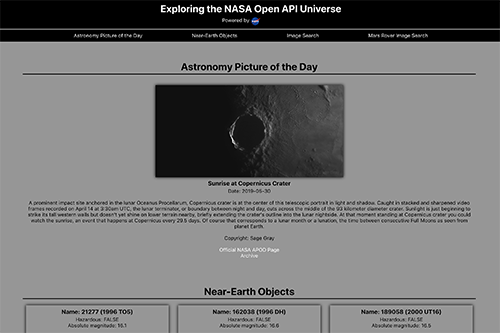 Exploring the NASA Open API Universe
Powered by NASA
Astronomy Picture of the Day Near-Earth Objects Image Search Mars Rover Image Search
Astronomy Picture of the Day
Sunrise at Copernicus Crater
Date: 2019-05-30
A prominent impact site anchored in the lunar Oceanus Procellarum, Copernicus crater is at the center of this telescopic portrait in light and shadow. Caught in stacked and sharpened video
frames recorded on April 14 at 3:30am UTC, the lunar terminator, or boundary between night and day, cuts across the middle of the 93 kilometer diameter crater. Sunlight is just beginning to
strike its tall western walls but doesn't yet shine on lower terrain nearby, briefly extending the crater's outline into the lunar nightside. At that moment standing at Copernicus crater you could
watch the sunrise, an event that happens at Copernicus every 29.5 days. Of course that corresponds to a lunar month or a lunation, the time between consecutive Full Moons as seen from
planet Earth.
Copyright: Sage Gray
Official NASA APOD Page
Archive
Near-Earth Objects
Name: 21277 (1996 TO5) Name: 162038 (1996 DH) Name: 189058 (2000 UT16)
Hazardous: FALSE Hazardous: FALSE Hazardous: FALSE
Absolute magnitude: 16.1 Absolute magnitude: 16.6 Absolute magnitude: 16.5